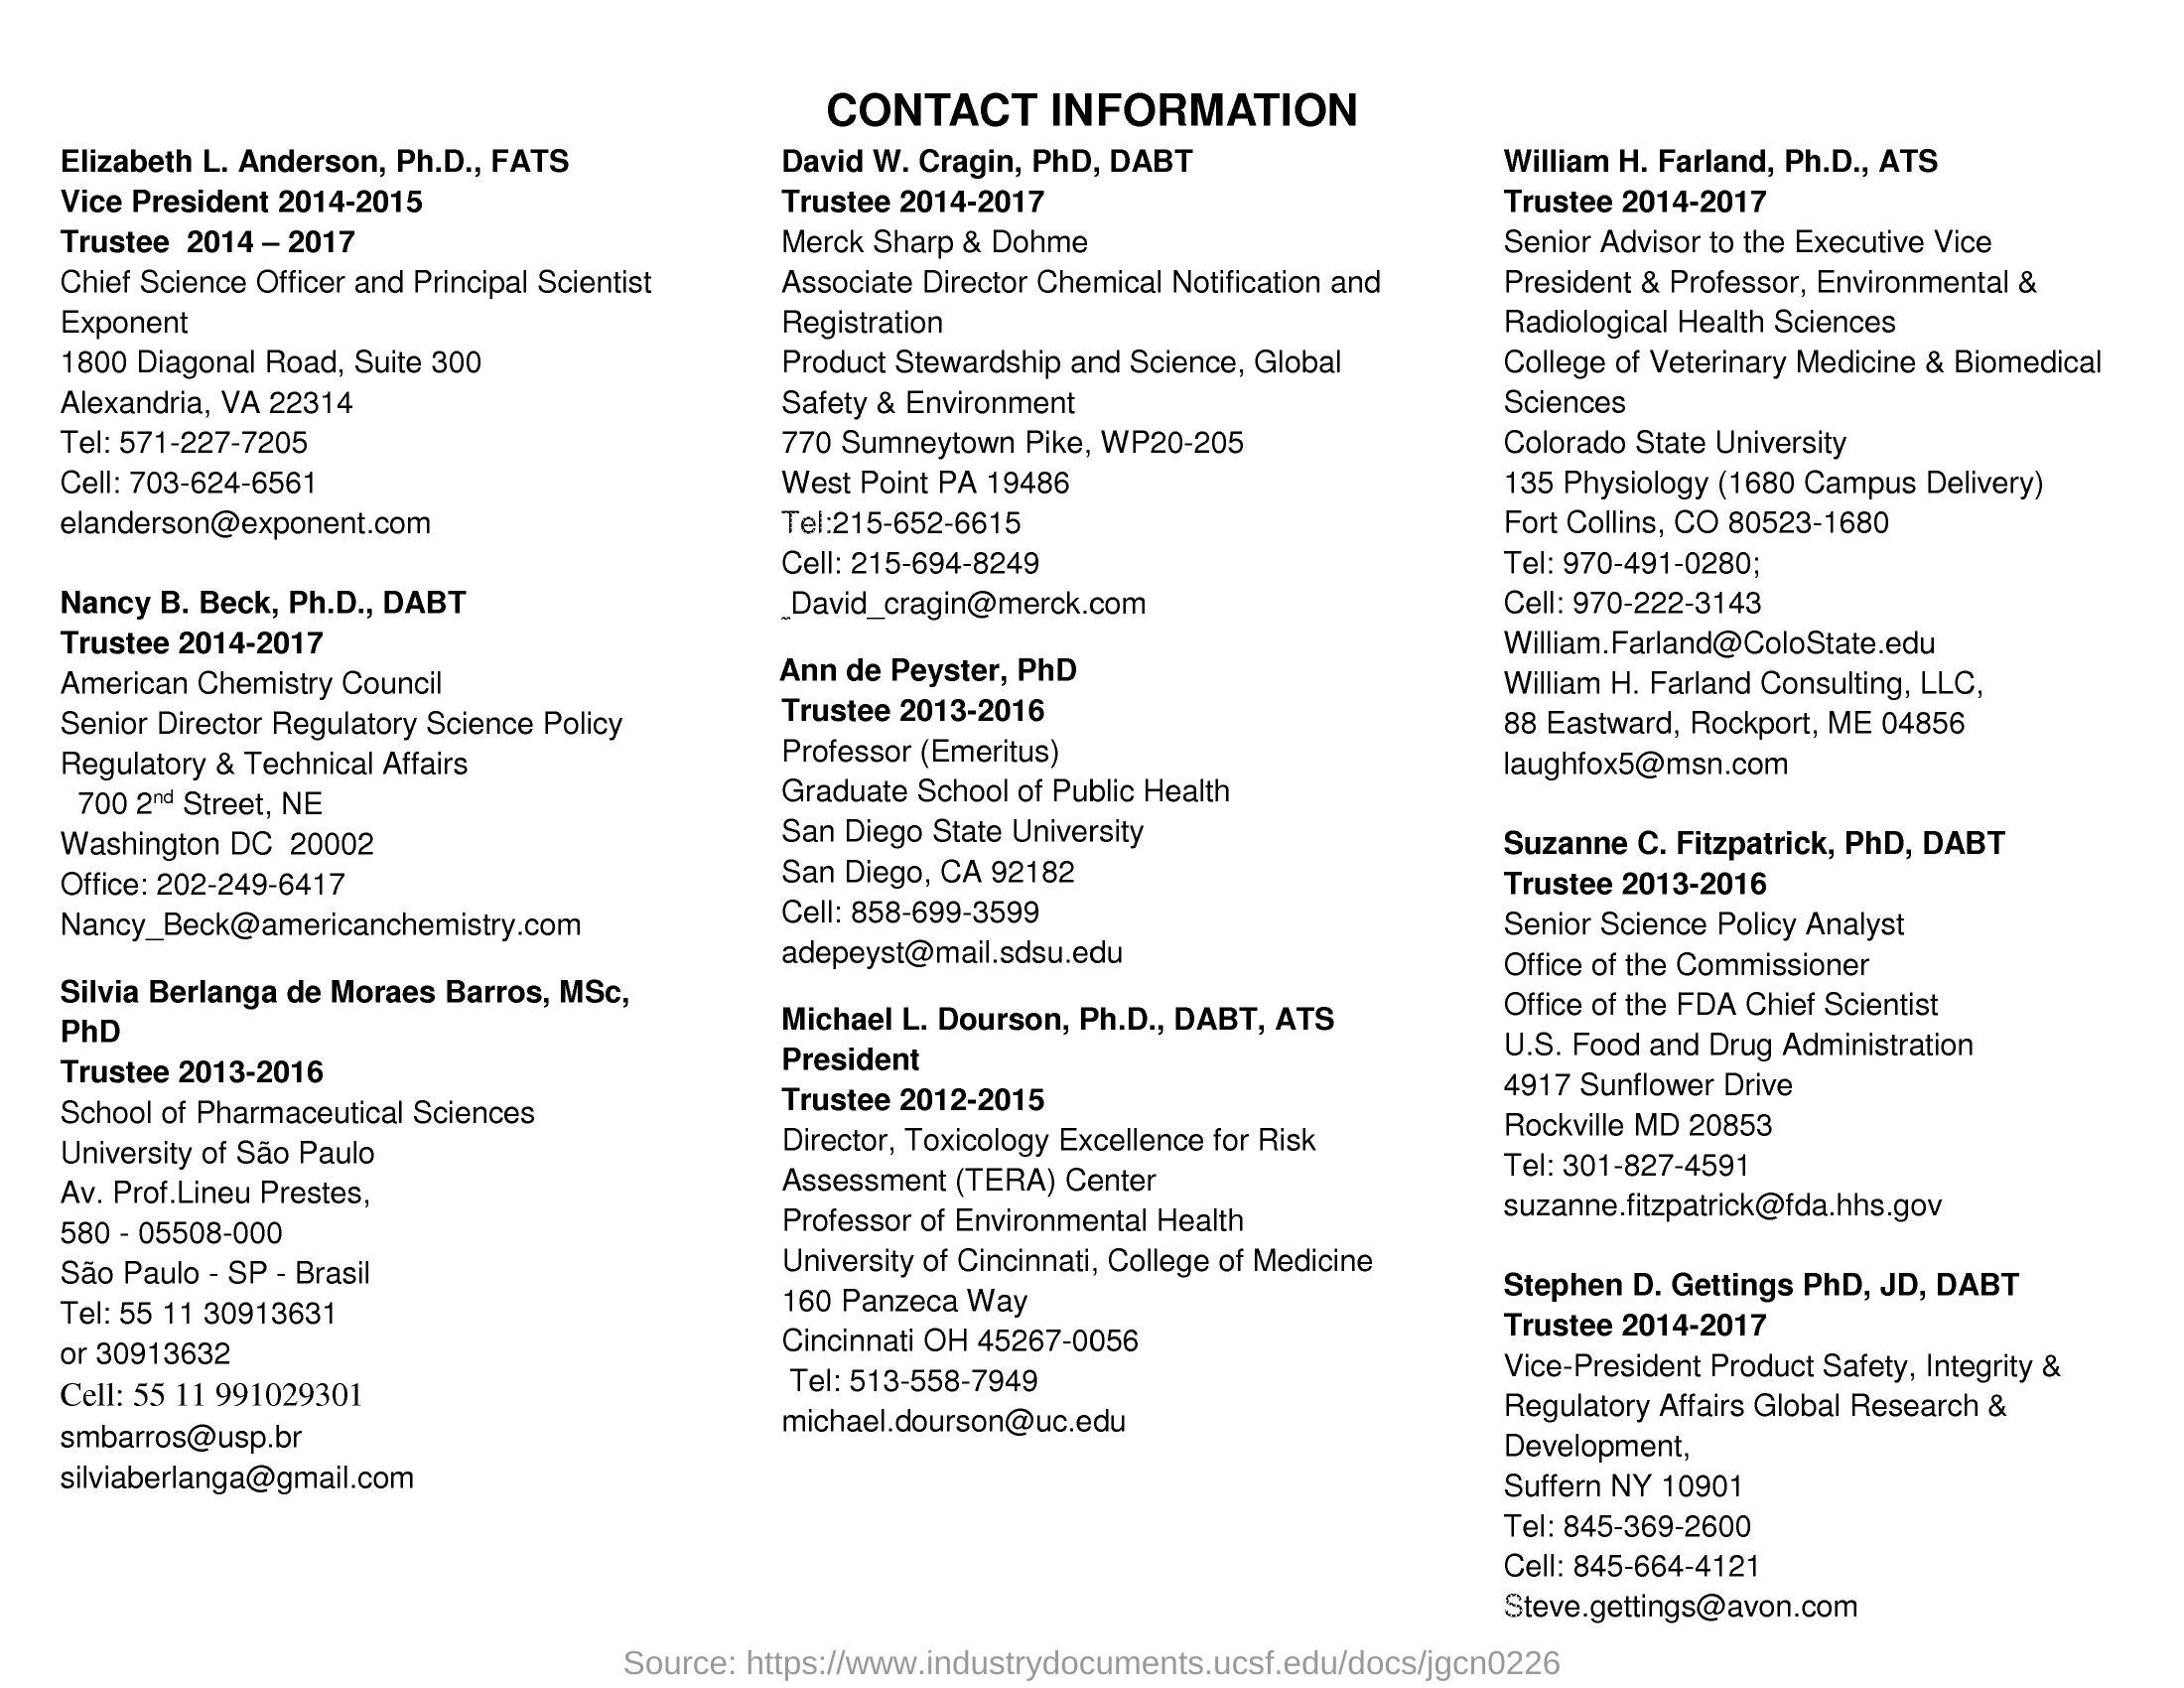 CONTACT INFORMATION
Elizabeth L. Anderson, Ph.D., FATS
Vice President 2014-2015
Trustee  2014 – 2017
Chief Science Officer and Principal Scientist
Exponent
1800 Diagonal Road, Suite 300
Alexandria, VA 22314
Tel: 571-227-7205
Cell: 703-624-6561
elanderson@exponent.com
Nancy B. Beck, Ph.D., DABT
Trustee 2014-2017
American Chemistry Council
Senior Director Regulatory Science Policy
Regulatory & Technical Affairs
700 2nd Street, NE
Washington DC  20002
Office: 202-249-6417
Nancy_Beck@americanchemistry.com
Silvia Berlanga de Moraes Barros, MSc,
PhD
Trustee 2013-2016
School of Pharmaceutical Sciences
University of São Paulo
Av. Prof.Lineu Prestes,
580 - 05508-000
São Paulo - SP - Brasil
Tel: 55 11 30913631
or 30913632
Cell: 55 11 991029301
smbarros@usp.br
silviaberlanga@gmail.com
David W. Cragin, PhD, DABT
Trustee 2014-2017
Merck Sharp & Dohme
Associate Director Chemical Notification and
Registration
Product Stewardship and Science, Global
Safety & Environment
770 Sumneytown Pike, WP20-205
West Point PA 19486
Tel:215-652-6615
Cell: 215-694-8249
_David_cragin@merck.com
Ann de Peyster, PhD
Trustee 2013-2016
Professor (Emeritus)
Graduate School of Public Health
San Diego State University
San Diego, CA 92182
Cell: 858-699-3599
adepeyst@mail.sdsu.edu
Michael L. Dourson, Ph.D., DABT, ATS
President
Trustee 2012-2015
Director, Toxicology Excellence for Risk
Assessment (TERA) Center
Professor of Environmental Health
University of Cincinnati, College of Medicine
160 Panzeca Way
Cincinnati OH 45267-0056
Tel: 513-558-7949
michael.dourson@uc.edu
William H. Farland, Ph.D., ATS
Trustee 2014-2017
Senior Advisor to the Executive Vice
President & Professor, Environmental &
Radiological Health Sciences
College of Veterinary Medicine & Biomedical
Sciences
Colorado State University
135 Physiology (1680 Campus Delivery)
Fort Collins, CO 80523-1680
Tel: 970-491-0280;
Cell: 970-222-3143
William.Farland@ColoState.edu
William H. Farland Consulting, LLC,
88 Eastward, Rockport, ME 04856
laughfox5@msn.com
Suzanne C. Fitzpatrick, PhD, DABT
Trustee 2013-2016
Senior Science Policy Analyst
Office of the Commissioner
Office of the FDA Chief Scientist
U.S. Food and Drug Administration
4917 Sunflower Drive
Rockville MD 20853
Tel: 301-827-4591
suzanne.fitzpatrick@fda.hhs.gov
Stephen D. Gettings PhD, JD, DABT
Trustee 2014-2017
Vice-President Product Safety, Integrity &
Regulatory Affairs Global Research &
Development,
Suffern NY 10901
Tel: 845-369-2600
Cell: 845-664-4121
Steve.gettings@avon.com
Source: https://www.industrydocuments.ucsf.edu/docs/jgcn0226